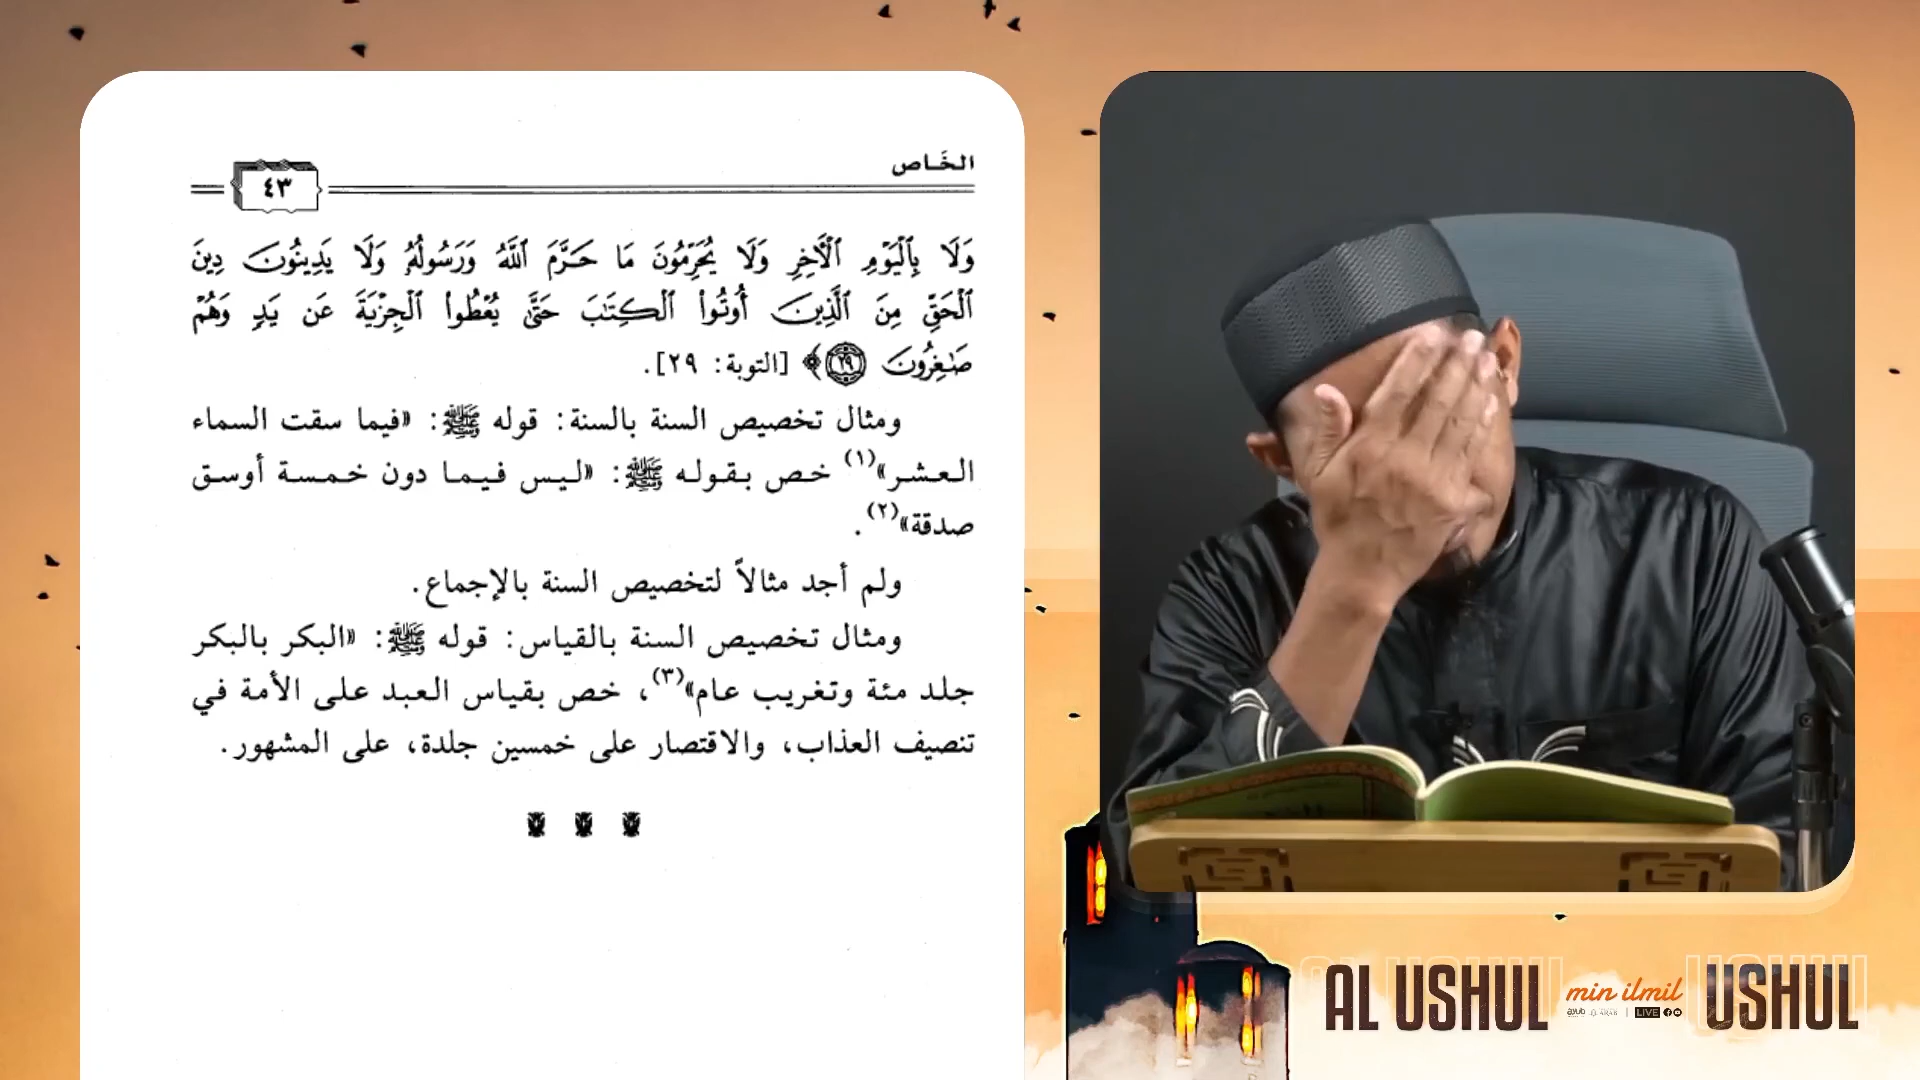 الخَاص
٤٣
وَلَا بِٱلْيَوْمِ ٱلْأَخِرِ وَلَا يُحَرِّمُونَ مَا حَرَّمَ ٱللَّهُ وَرَسُولُهُۥ وَلَا يَدِينُونَ دِينَ
ٱلْحَقِّ مِنَ ٱلَّذِينَ أُوتُوا۟ ٱلْكِتَـٰبَ حَتَّىٰ يُعْطُوا۟ ٱلْجِزْيَةَ عَن يَدٍ وَهُمْ
صَـٰغِرُونَ ٢٩﴾ [التوبة: ٢٩].
ومثال تخصيص السنة بالسنة: قوله ﷺ: «فيما سقت السماء
العشر»(١) خص بقوله ﷺ: «ليس فيما دون خمسة أوسق
صدقة»(٢).
ولم أجد مثالاً لتخصيص السنة بالإجماع.
ومثال تخصيص السنة بالقياس: قوله ﷺ: «البكر بالبكر
جلد مئة وتغريب عام»(٣)، خص بقياس العبد على الأمة في
تنصيف العذاب، والاقتصار على خمسين جلدة، على المشهور.
AL USHUL min ilmil USHUL
LIVE